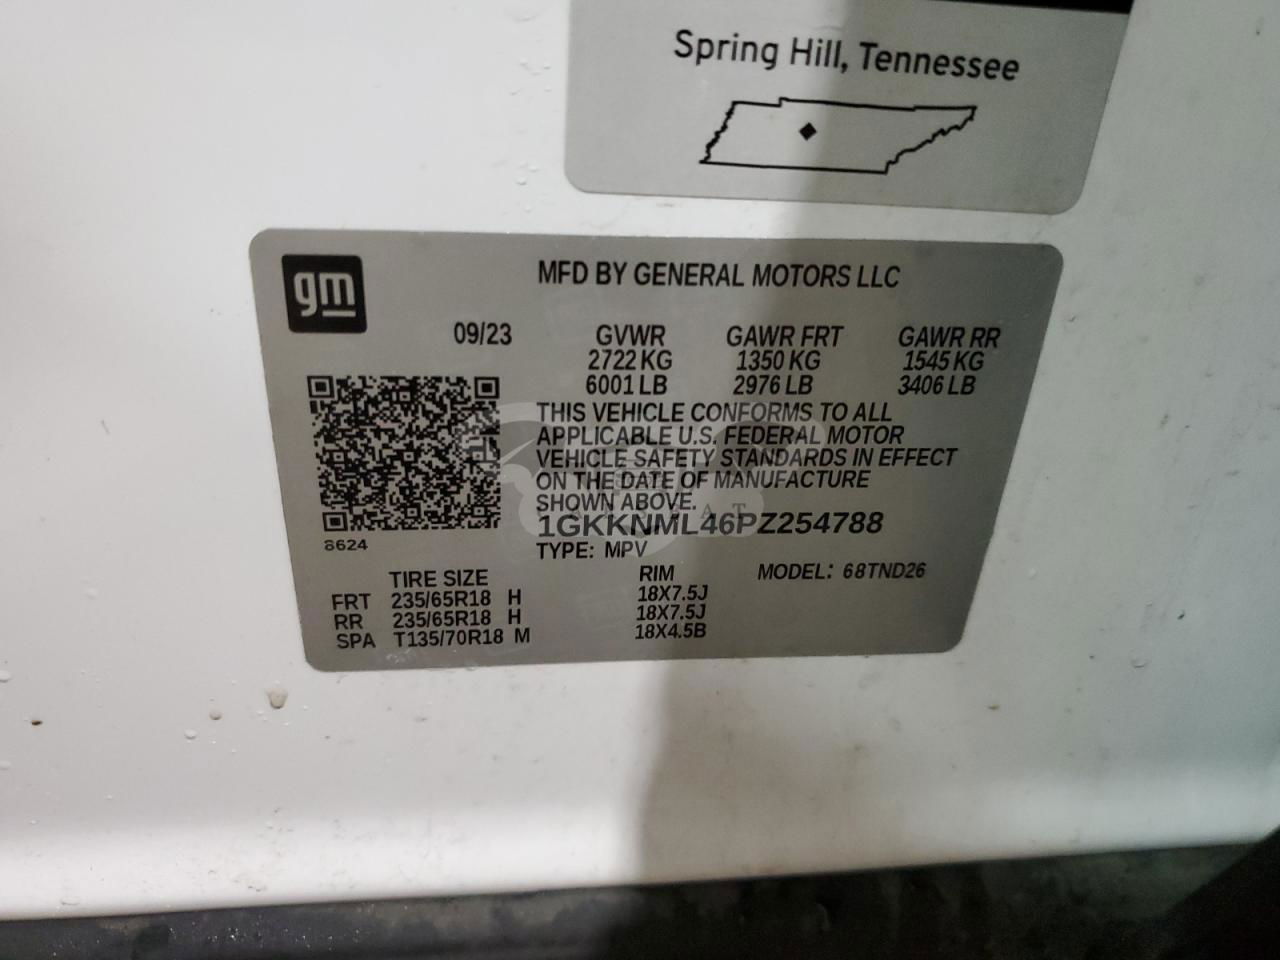 Spring Hill, Tennessee
gm
MFD BY GENERAL MOTORS LLC
09/23 GVWR GAWR FRT GAWR RR
2722 KG 1350 KG 1545 KG
6001 LB 2976 LB 3406 LB
THIS VEHICLE CONFORMS TO ALL
APPLICABLE U.S. FEDERAL MOTOR
VEHICLE SAFETY STANDARDS IN EFFECT
ON THE DATE OF MANUFACTURE
SHOWN ABOVE.
1GKKNML46PZ254788
8624
TYPE: MPV
TIRE SIZE RIM MODEL: 68TND26
FRT 235/65R18 H 18X7.5J
RR 235/65R18 H 18X7.5J
SPA T135/70R18 M 18X4.5B